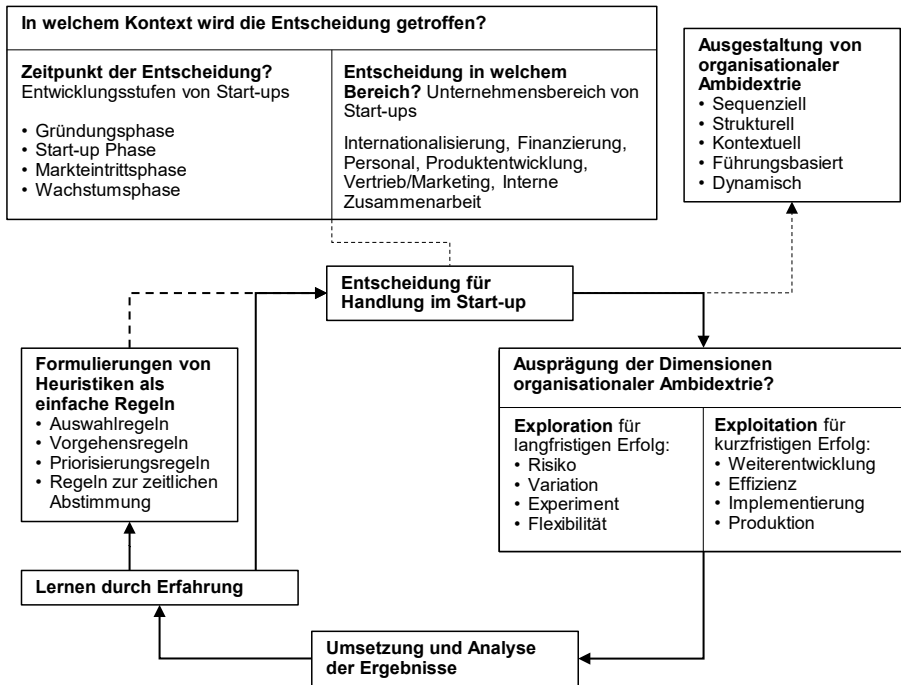 In welchem Kontext wird die Entscheidung getroffen?
Zeitpunkt der Entscheidung?
Entwicklungsstufen von Start-ups
• Gründungsphase
• Start-up Phase
• Markteintrittsphase
• Wachstumsphase
Entscheidung in welchem
Bereich? Unternehmensbereich von
Start-ups
Internationalisierung, Finanzierung,
Personal, Produktentwicklung,
Vertrieb/Marketing, Interne
Zusammenarbeit
Ausgestaltung von
organisationaler
Ambidextrie
• Sequenziell
• Strukturell
• Kontextuell
• Führungsbasiert
• Dynamisch
Entscheidung für
Handlung im Start-up
Formulierungen von
Heuristiken als
einfache Regeln
• Auswahlregeln
• Vorgehensregeln
• Priorisierungsregeln
• Regeln zur zeitlichen
Abstimmung
Ausprägung der Dimensionen
organisationaler Ambidextrie?
Exploration für
langfristigen Erfolg:
• Risiko
• Variation
• Experiment
• Flexibilität
Exploitation für
kurzfristigen Erfolg:
• Weiterentwicklung
• Effizienz
• Implementierung
• Produktion
Lernen durch Erfahrung
Umsetzung und Analyse
der Ergebnisse